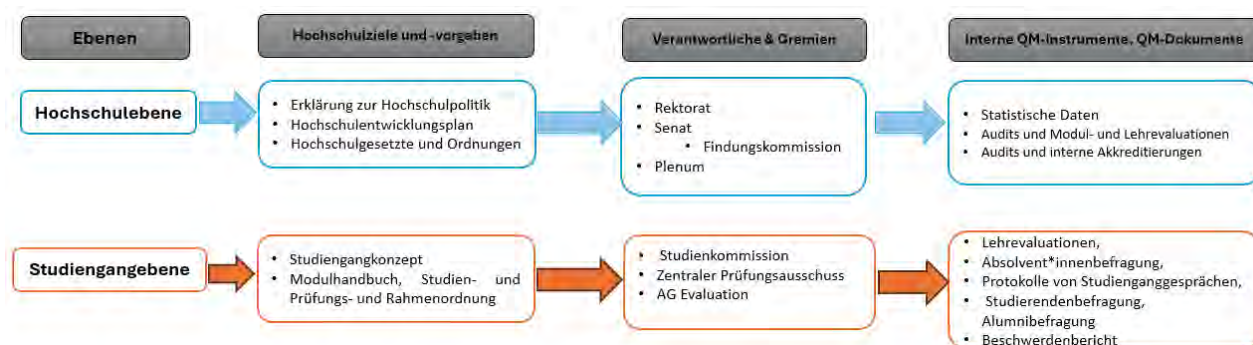 Ebenen
Hochschulziele und -vorgaben
Verantwortliche & Gremien
Interne QM-Instrumente, QM-Dokumente
Hochschulebene
• Erklärung zur Hochschulpolitik
• Hochschulentwicklungsplan
• Hochschulgesetzte und Ordnungen
• Rektorat
• Senat
• Findungskommission
• Plenum
• Statistische Daten
• Audits und Modul- und Lehrevaluationen
• Audits und interne Akkreditierungen
Studiengangebene
• Studiengangkonzept
• Modulhandbuch, Studien- und
Prüfungs- und Rahmenordnung
• Studienkommission
• Zentraler Prüfungsausschuss
• AG Evaluation
• Lehrevaluationen,
• Absolvent*innenbefragung,
• Protokolle von Studienganggesprächen,
• Studierendenbefragung,
Alumnibefragung
• Beschwerdenbericht